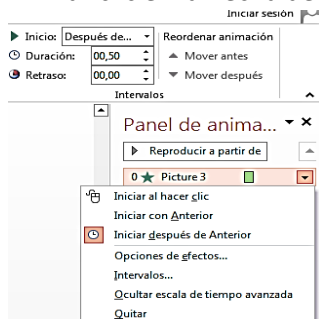 Iniciar sesión
Inicio: Después de... Reordenar animación
Duración: 00,50 Mover antes
Retraso: 00,00 Mover después
Intervalos
Panel de anima...
Reproducir a partir de
0 Picture 3
Iniciar al hacer clic
Iniciar con Anterior
Iniciar después de Anterior
Opciones de efectos...
Intervalos...
Ocultar escala de tiempo avanzada
Quitar